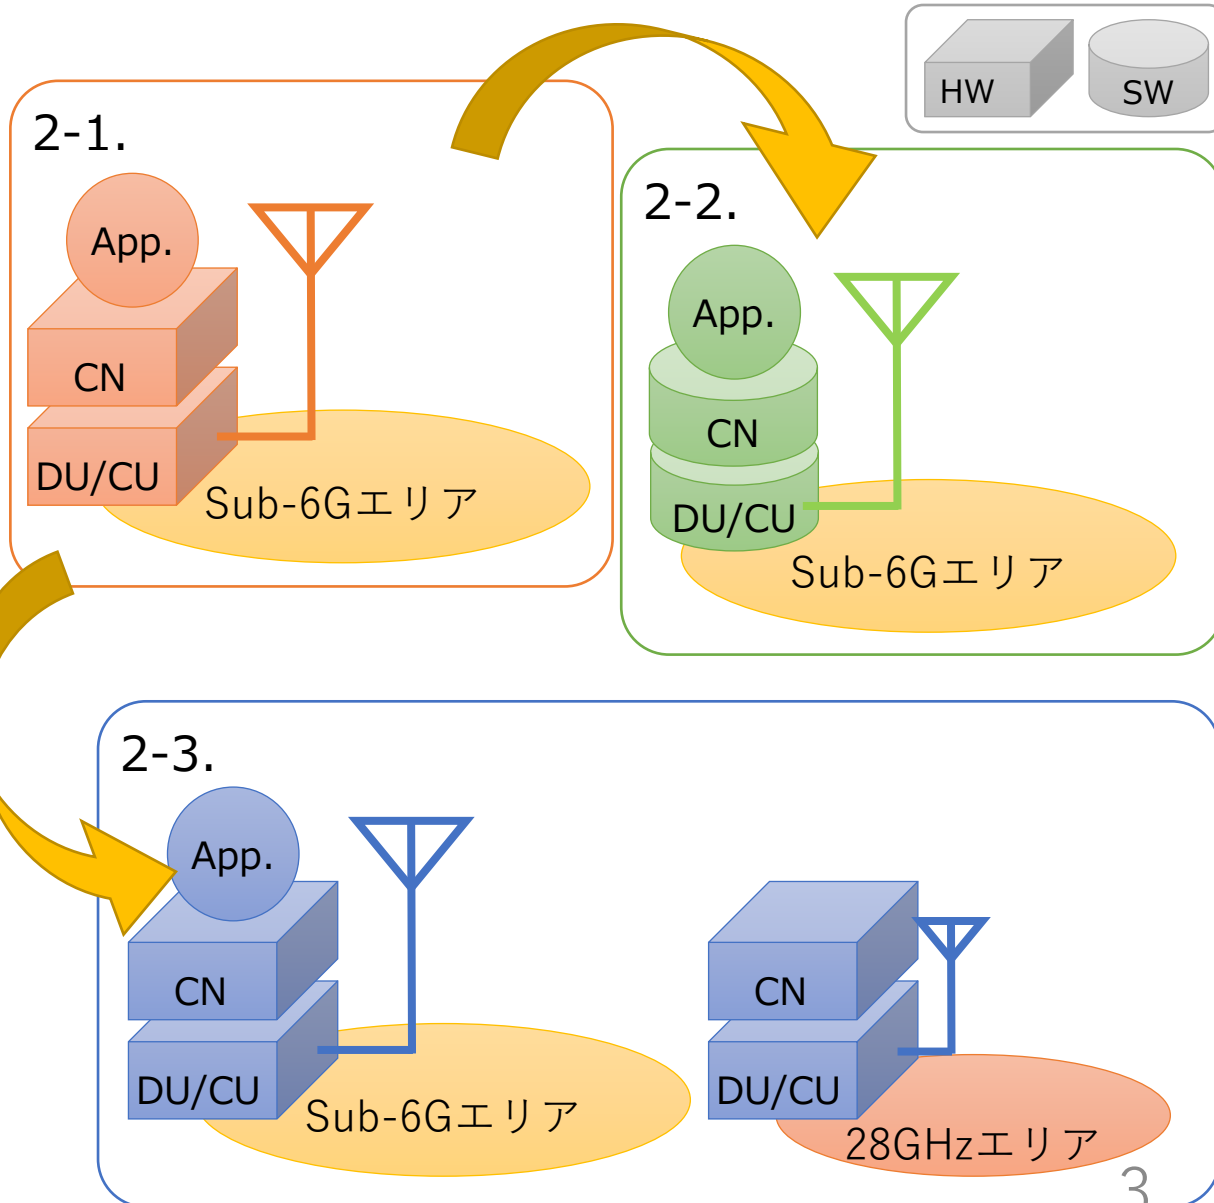 HW
SW
2-1.
App.
CN
DU/CU
Sub-6Gエリア
2-2.
App.
CN
DU/CU
Sub-6Gエリア
2-3.
App.
CN
DU/CU
Sub-6Gエリア
CN
DU/CU
28GHzエリア
3